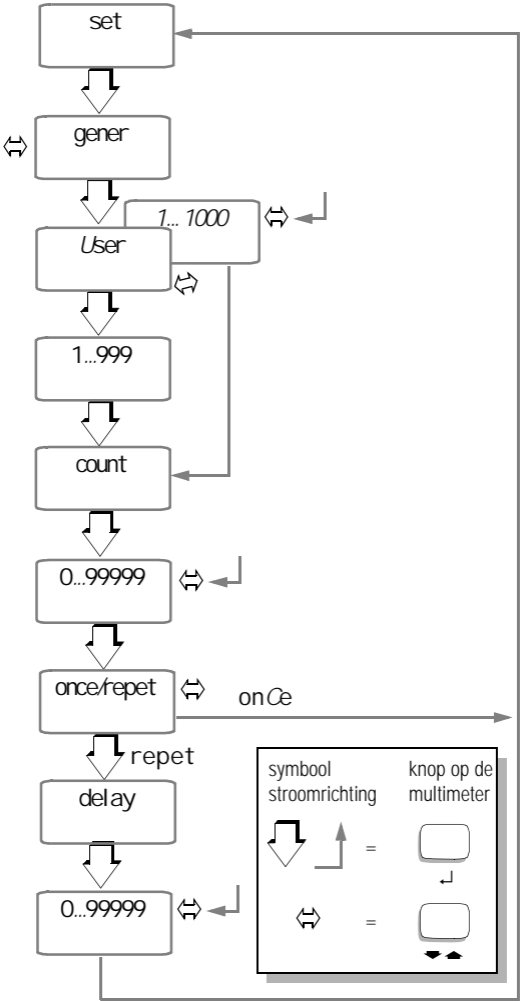 set
gener
1... 1000
User
1...999
count
0...99999
once/repet
onCe
repet
delay
0...99999
symbool
stroomrichting
knop op de
multimeter
=
=